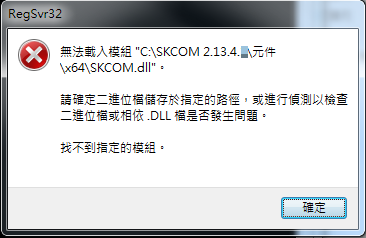 RegSvr32
無法載入模組 "C:\SKCOM 2.13.4.\元件
\x64\SKCOM.dll"。
請確定二進位檔儲存於指定的路徑，或進行偵測以檢查
二進位檔或相依 .DLL 檔是否發生問題。
找不到指定的模組。
確定